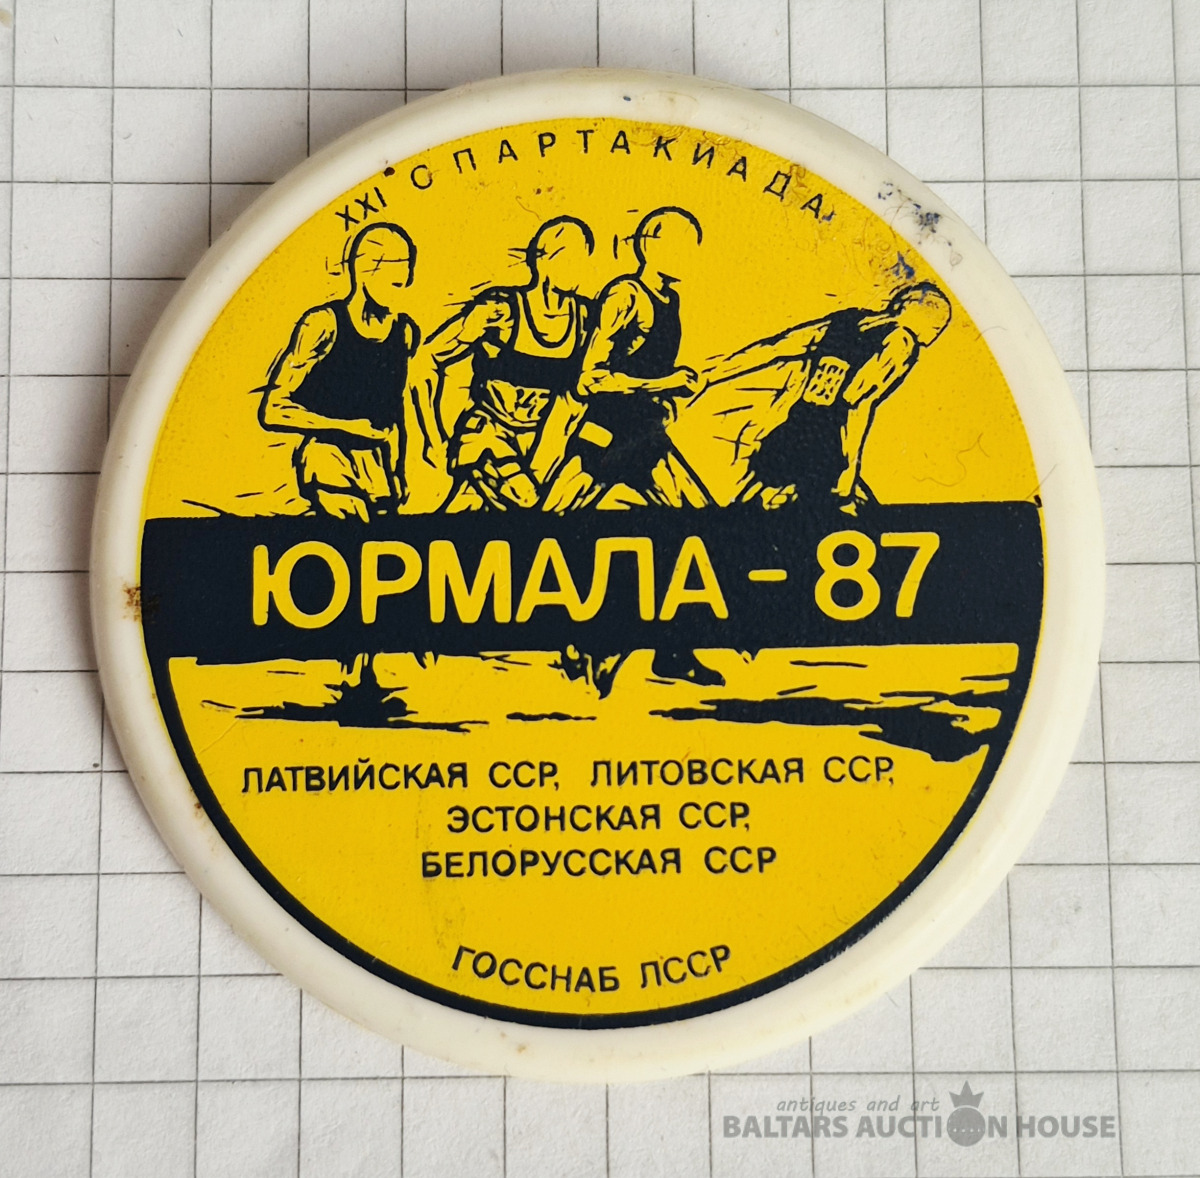 XXI СПАРТАКИАДА
ЮРМАЛА - 87
ЛАТВИЙСКАЯ ССР, ЛИТОВСКАЯ ССР,
ЭСТОНСКАЯ ССР,
БЕЛОРУССКАЯ ССР
ГОССНАБ ЛССР
antiques and art
BALTARS AUCTION HOUSE